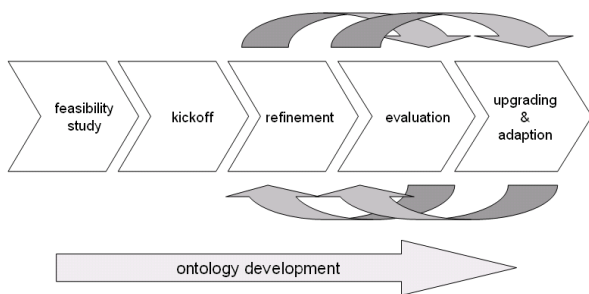 feasibility
study
kickoff
refinement
evaluation
upgrading
&
adaption
ontology development